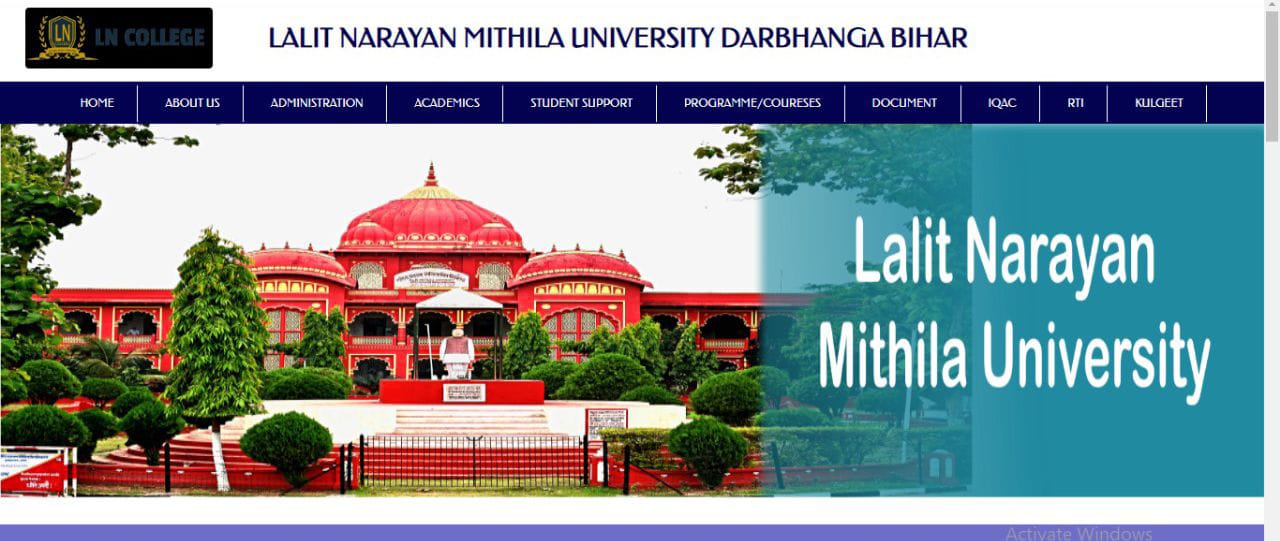 LN
LN COLLEGE
LALIT NARAYAN MITHILA UNIVERSITY DARBHANGA BIHAR
HOME
ABOUT US
ADMINISTRATION
ACADEMICS
STUDENT SUPPORT
PROGRAMME/COURESES
DOCUMENT
IQAC
RTI
KULGEET
Lalit Narayan
Mithila University
Activate Windows